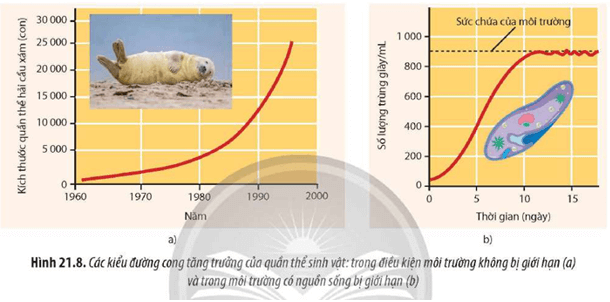 Kích thước quần thể hải cẩu xám (con)
30 000
25 000
20 000
15 000
10 000
5 000
0
1960
1970
1980
1990
2000
Năm
a)
Số lượng trùng giày/mL
Sức chứa của môi trường
1 000
800
600
400
200
0
0
5
10
15
Thời gian (ngày)
b)
Hình 21.8. Các kiểu đường cong tăng trưởng của quần thể sinh vật: trong điều kiện môi trường không bị giới hạn (a)
và trong môi trường có nguồn sống bị giới hạn (b)